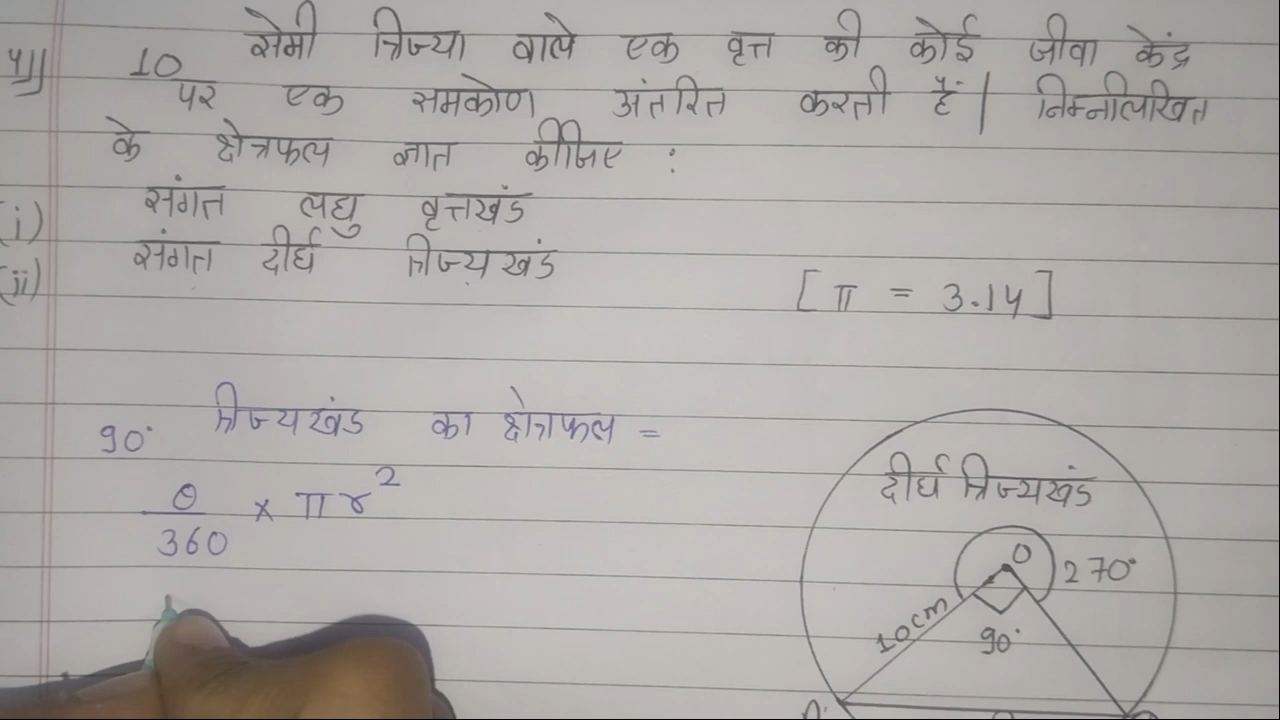 4]] 10 सेमी त्रिज्या वाले एक वृत्त की कोई जीवा केंद्र
पर एक समकोण अंतरित करती हैं | निम्नलिखित
के क्षेत्रफल ज्ञात कीजिए :
(i) संगत लघु वृत्तखंड
(ii) संगत दीर्घ त्रिज्यखंड
[ π = 3.14 ]
90° त्रिज्यखंड का क्षेत्रफल =
θ/360 × πr²
दीर्घ त्रिज्यखंड
O
270°
10cm
90°